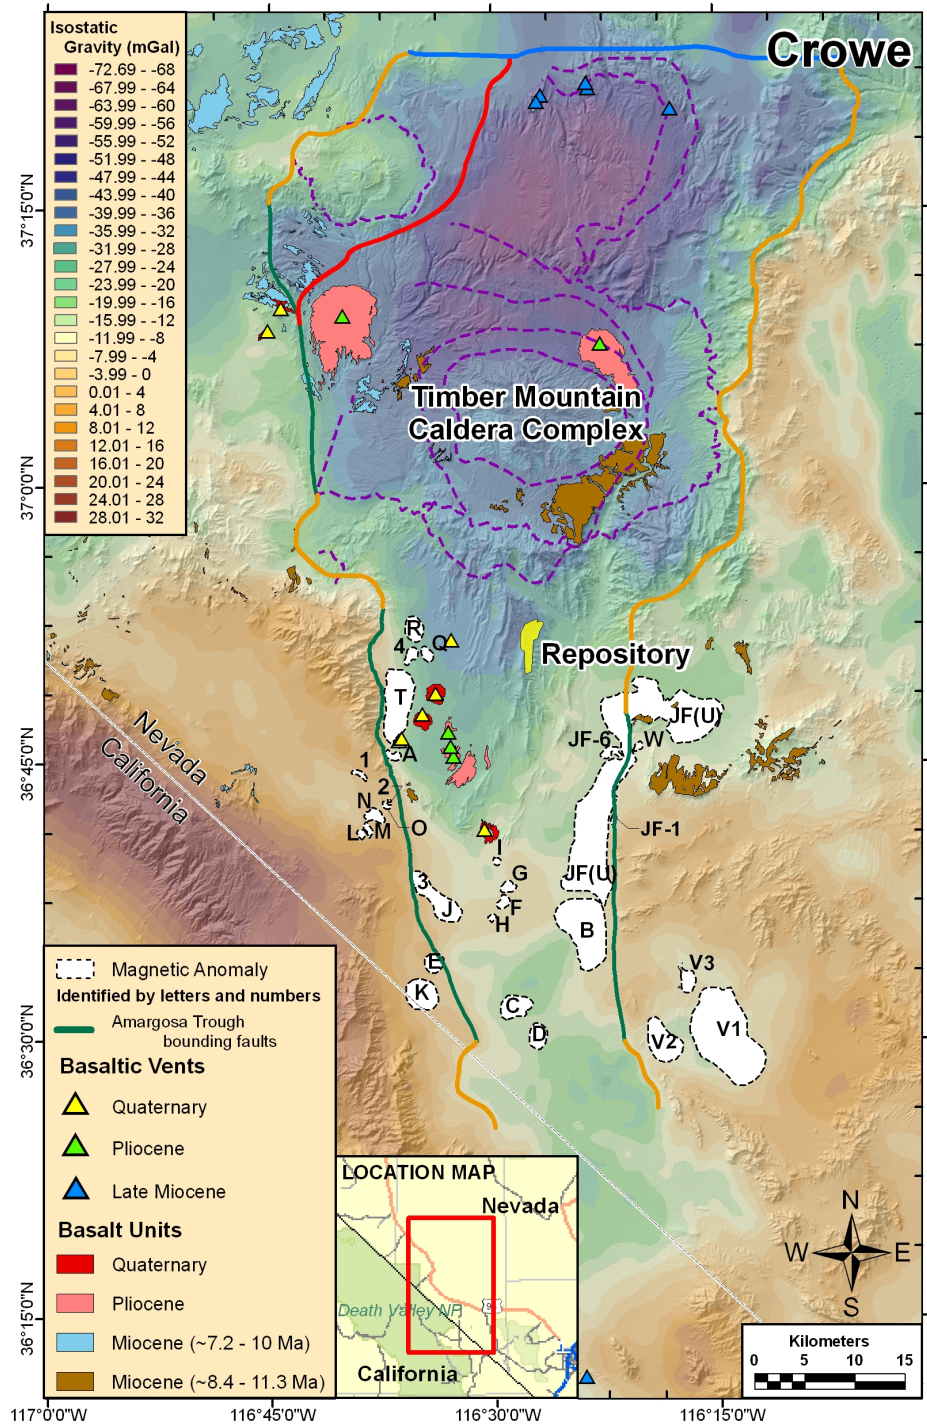 Crowe
Isostatic
Gravity (mGal)
-72.69 - -68
-67.99 - -64
-63.99 - -60
-59.99 - -56
-55.99 - -52
-51.99 - -48
-47.99 - -44
-43.99 - -40
-39.99 - -36
-35.99 - -32
-31.99 - -28
-27.99 - -24
-23.99 - -20
-19.99 - -16
-15.99 - -12
-11.99 - -8
-7.99 - -4
-3.99 - 0
0.01 - 4
4.01 - 8
8.01 - 12
12.01 - 16
16.01 - 20
20.01 - 24
24.01 - 28
28.01 - 32
37°15'0"N
37°0'0"N
36°45'0"N
36°30'0"N
36°15'0"N
Timber Mountain
Caldera Complex
Repository
Nevada
California
R
4
Q
T
A
1
2
N
L
M
O
3
J
E
K
I
G
F
H
C
D
B
JF(U)
JF-6
W
JF-1
JF(U)
V3
V1
V2
Magnetic Anomaly
Identified by letters and numbers
Amargosa Trough
bounding faults
Basaltic Vents
Quaternary
Pliocene
Late Miocene
Basalt Units
Quaternary
Pliocene
Miocene (~7.2 - 10 Ma)
Miocene (~8.4 - 11.3 Ma)
LOCATION MAP
Nevada
Death Valley NP
California
N
W
E
S
Kilometers
0 5 10 15
117°0'0"W
116°45'0"W
116°30'0"W
116°15'0"W